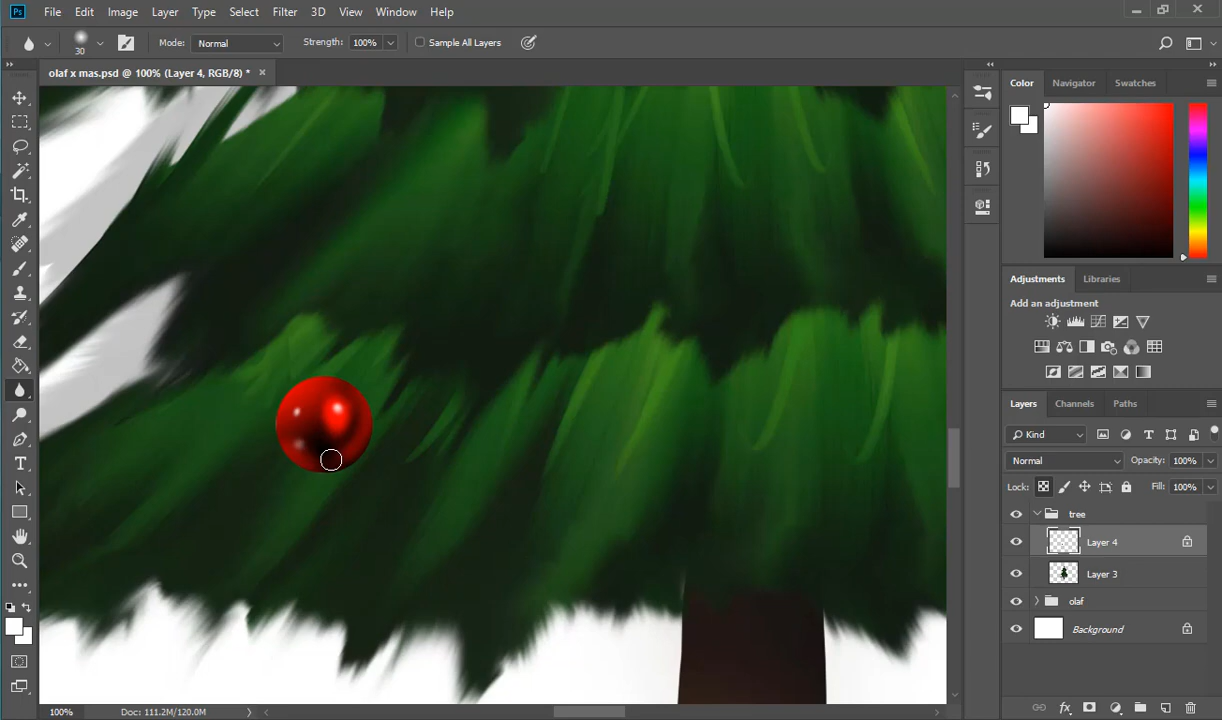 Ps File Edit Image Layer Type Select Filter 3D View Window Help
30 Mode: Normal Strength: 100% Sample All Layers
olaf x mas.psd @ 100% (Layer 4, RGB/8) * ×
Color Navigator Swatches
Adjustments Libraries
Add an adjustment
Layers Channels Paths
Kind
Normal Opacity: 100%
Lock: Fill: 100%
tree
Layer 4
Layer 3
olaf
Background
100% Doc: 111.2M/120.0M